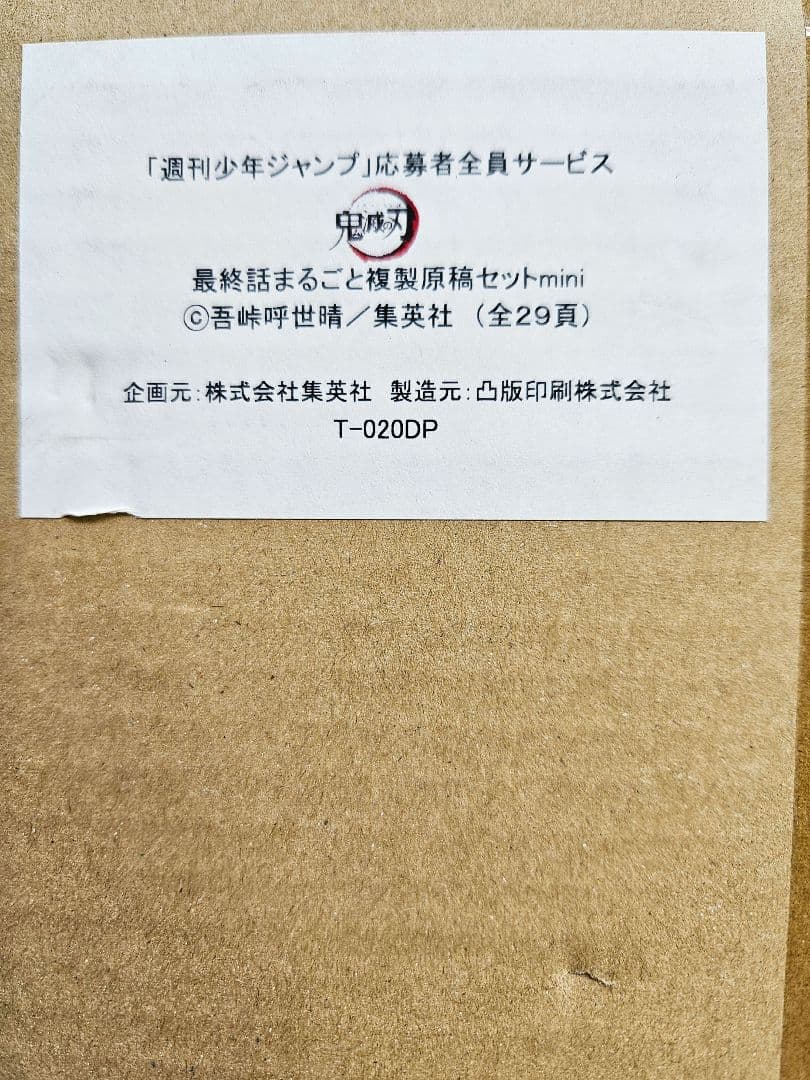 「週刊少年ジャンプ」応募者全員サービス
鬼滅の刃
最終話まるごと複製原稿セットmini
©吾峠呼世晴／集英社　（全29頁）
企画元：株式会社集英社　製造元：凸版印刷株式会社
T-020DP